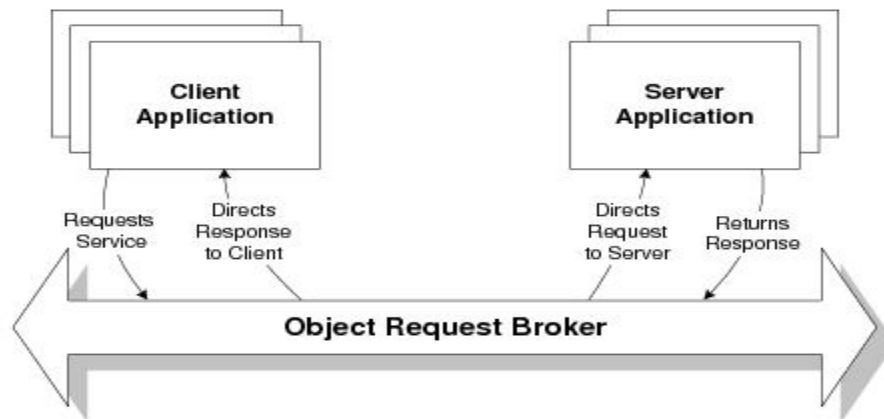 Client
Application
Server
Application
Requests
Service
Directs
Response
to Client
Directs
Request
to Server
Returns
Response
Object Request Broker